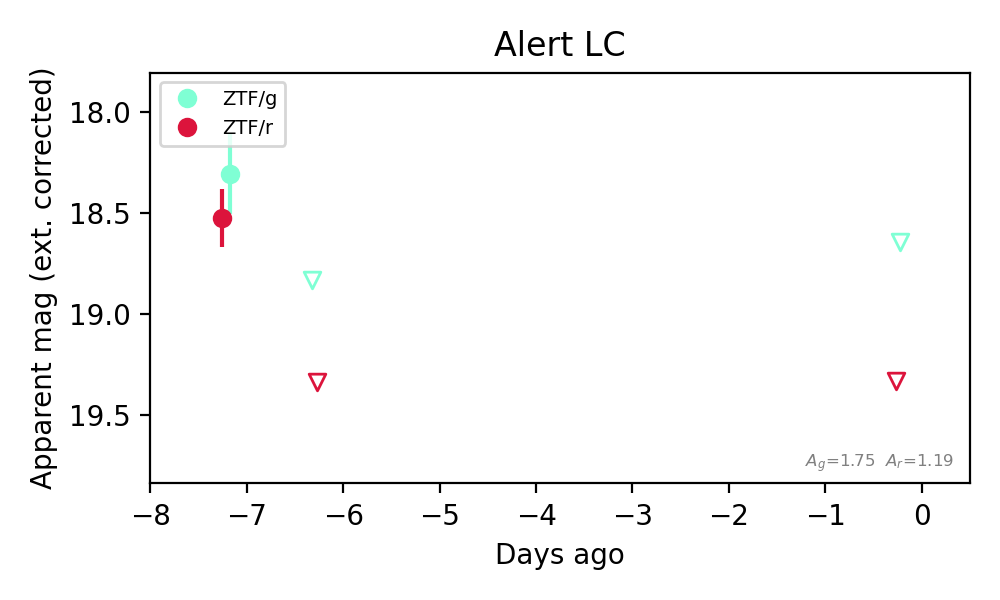 Alert LC
ZTF/g
ZTF/r
Apparent mag (ext. corrected)
18.0
18.5
19.0
19.5
A_g=1.75 A_r=1.19
−8 −7 −6 −5 −4 −3 −2 −1 0
Days ago